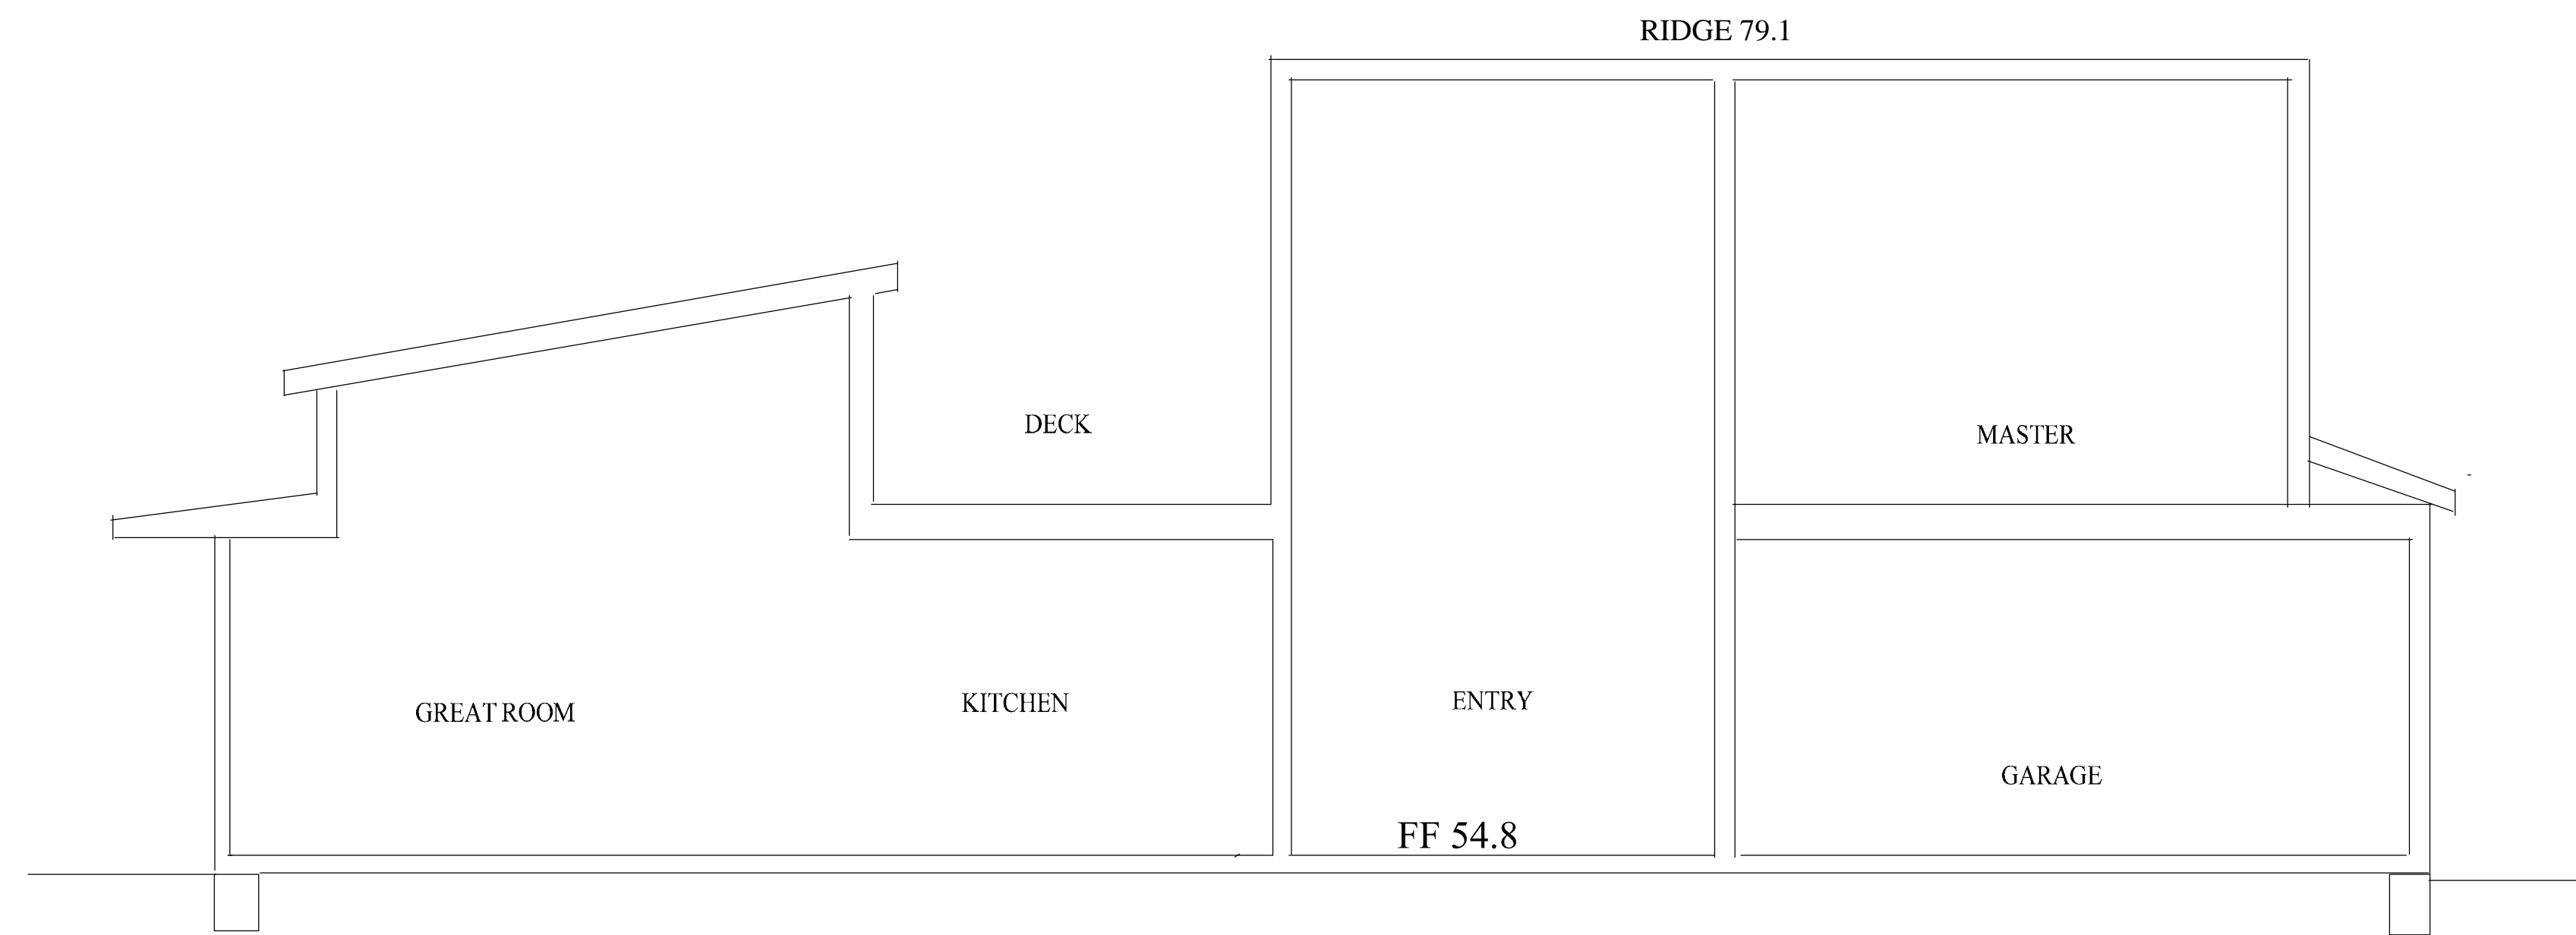 RIDGE 79.1
DECK
MASTER
GREAT ROOM
KITCHEN
ENTRY
GARAGE
FF 54.8